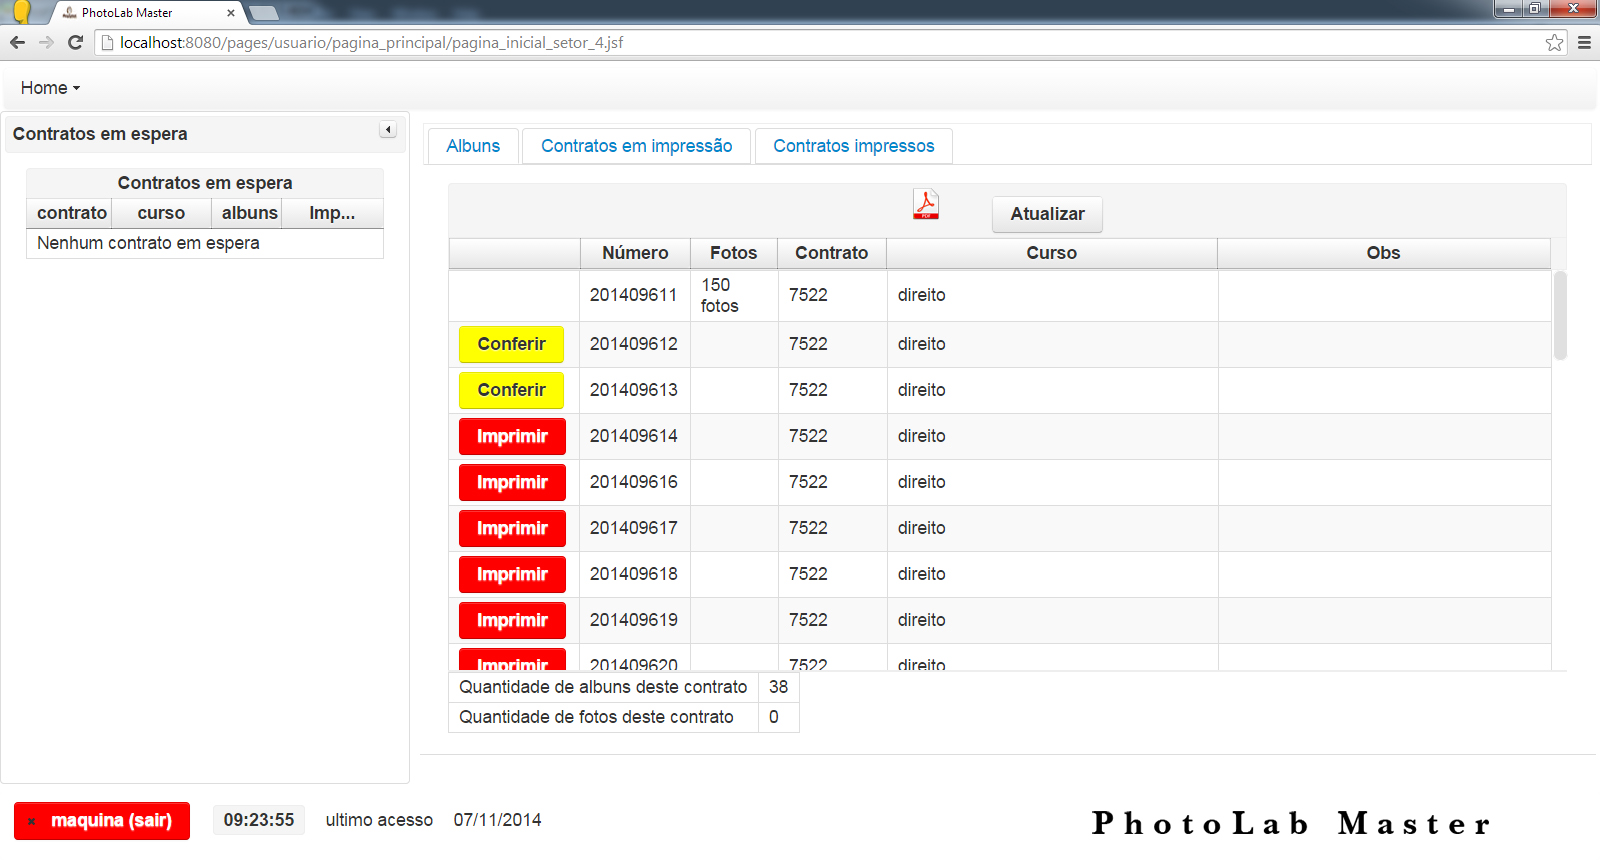 PhotoLab Master
localhost:8080/pages/usuario/pagina_principal/pagina_inicial_setor_4.jsf
Home
Contratos em espera
Contratos em espera
contrato curso albuns Imp...
Nenhum contrato em espera
Albuns Contratos em impressão Contratos impressos
PDF Atualizar
Número Fotos Contrato Curso Obs
201409611 150 fotos 7522 direito
Conferir 201409612 7522 direito
Conferir 201409613 7522 direito
Imprimir 201409614 7522 direito
Imprimir 201409616 7522 direito
Imprimir 201409617 7522 direito
Imprimir 201409618 7522 direito
Imprimir 201409619 7522 direito
Imprimir 201409620 7522 direito
Quantidade de albuns deste contrato 38
Quantidade de fotos deste contrato 0
maquina (sair) 09:23:55 ultimo acesso 07/11/2014
PhotoLab Master